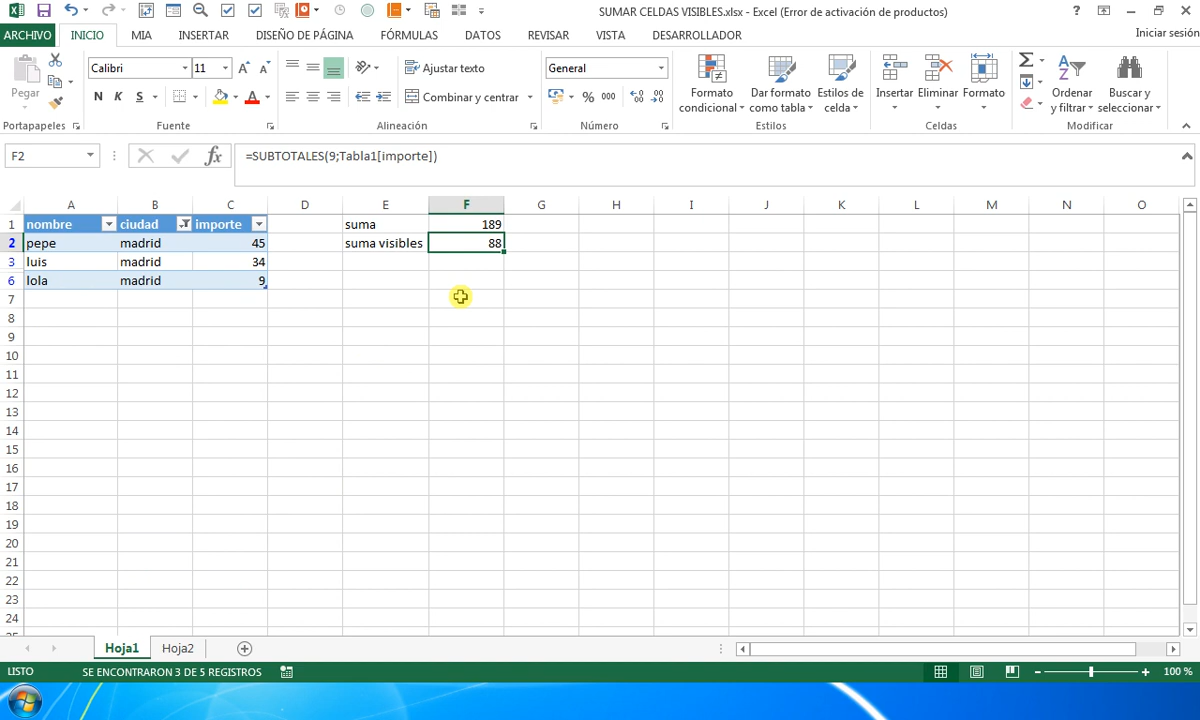 SUMAR CELDAS VISIBLES.xlsx - Excel (Error de activación de productos)
ARCHIVO INICIO MIA INSERTAR DISEÑO DE PÁGINA FÓRMULAS DATOS REVISAR VISTA DESARROLLADOR Iniciar sesión
Pegar
Portapapeles
Calibri 11
N K S
Fuente
Ajustar texto
Combinar y centrar
Alineación
General
% 000
Número
Formato condicional
Dar formato como tabla
Estilos de celda
Estilos
Insertar Eliminar Formato
Celdas
Ordenar y filtrar
Buscar y seleccionar
Modificar
F2 fx =SUBTOTALES(9;Tabla1[importe])
A B C D E F G H I J K L M N O
1 nombre ciudad importe suma 189
2 pepe madrid 45 suma visibles 88
3 luis madrid 34
6 lola madrid 9
7
8
9
10
11
12
13
14
15
16
17
18
19
20
21
22
23
24
Hoja1 Hoja2
LISTO SE ENCONTRARON 3 DE 5 REGISTROS 100 %